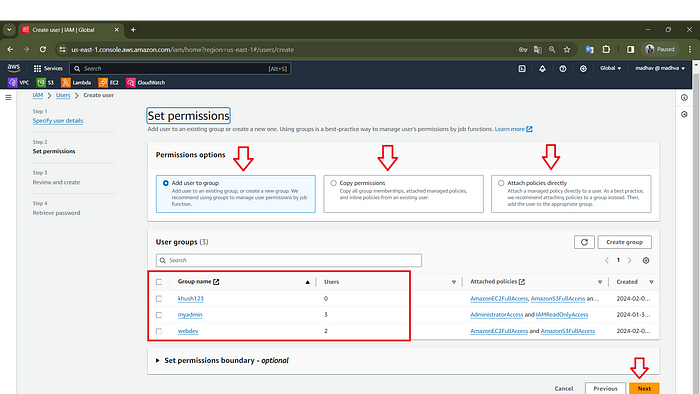 Create user | IAM | Global
us-east-1.console.aws.amazon.com/iam/home?region=us-east-1#/users/create
Paused
aws
Services
Search
[Alt+S]
Global
madhav @ madhva
VPC
S3
Lambda
EC2
CloudWatch
IAM
Users
Create user
Step 1
Specify user details
Step 2
Set permissions
Step 3
Review and create
Step 4
Retrieve password
Set permissions
Add user to an existing group or create a new one. Using groups is a best-practice way to manage user's permissions by job functions. Learn more
Permissions options
Add user to group
Add user to an existing group, or create a new group. We
recommend using groups to manage user permissions by job
function.
Copy permissions
Copy all group memberships, attached managed policies,
and inline policies from an existing user.
Attach policies directly
Attach a managed policy directly to a user. As a best practice,
we recommend attaching policies to a group instead. Then,
add the user to the appropriate group.
User groups (3)
Create group
Search
1
Group name
Users
Attached policies
Created
khush123
0
AmazonEC2FullAccess, AmazonS3FullAccess an...
2024-02-0...
myadmin
3
AdministratorAccess and IAMReadOnlyAccess
2024-01-3...
webdev
2
AmazonEC2FullAccess and AmazonS3FullAccess
2024-02-0...
Set permissions boundary - optional
Cancel
Previous
Next